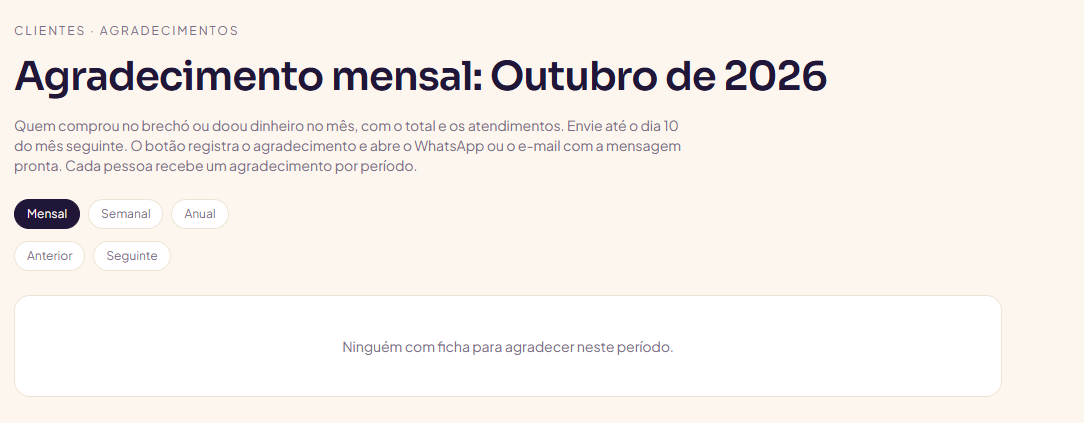 CLIENTES · AGRADECIMENTOS
Agradecimento mensal: Outubro de 2026
Quem comprou no brechó ou doou dinheiro no mês, com o total e os atendimentos. Envie até o dia 10
do mês seguinte. O botão registra o agradecimento e abre o WhatsApp ou o e-mail com a mensagem
pronta. Cada pessoa recebe um agradecimento por período.
Mensal Semanal Anual
Anterior Seguinte
Ninguém com ficha para agradecer neste período.